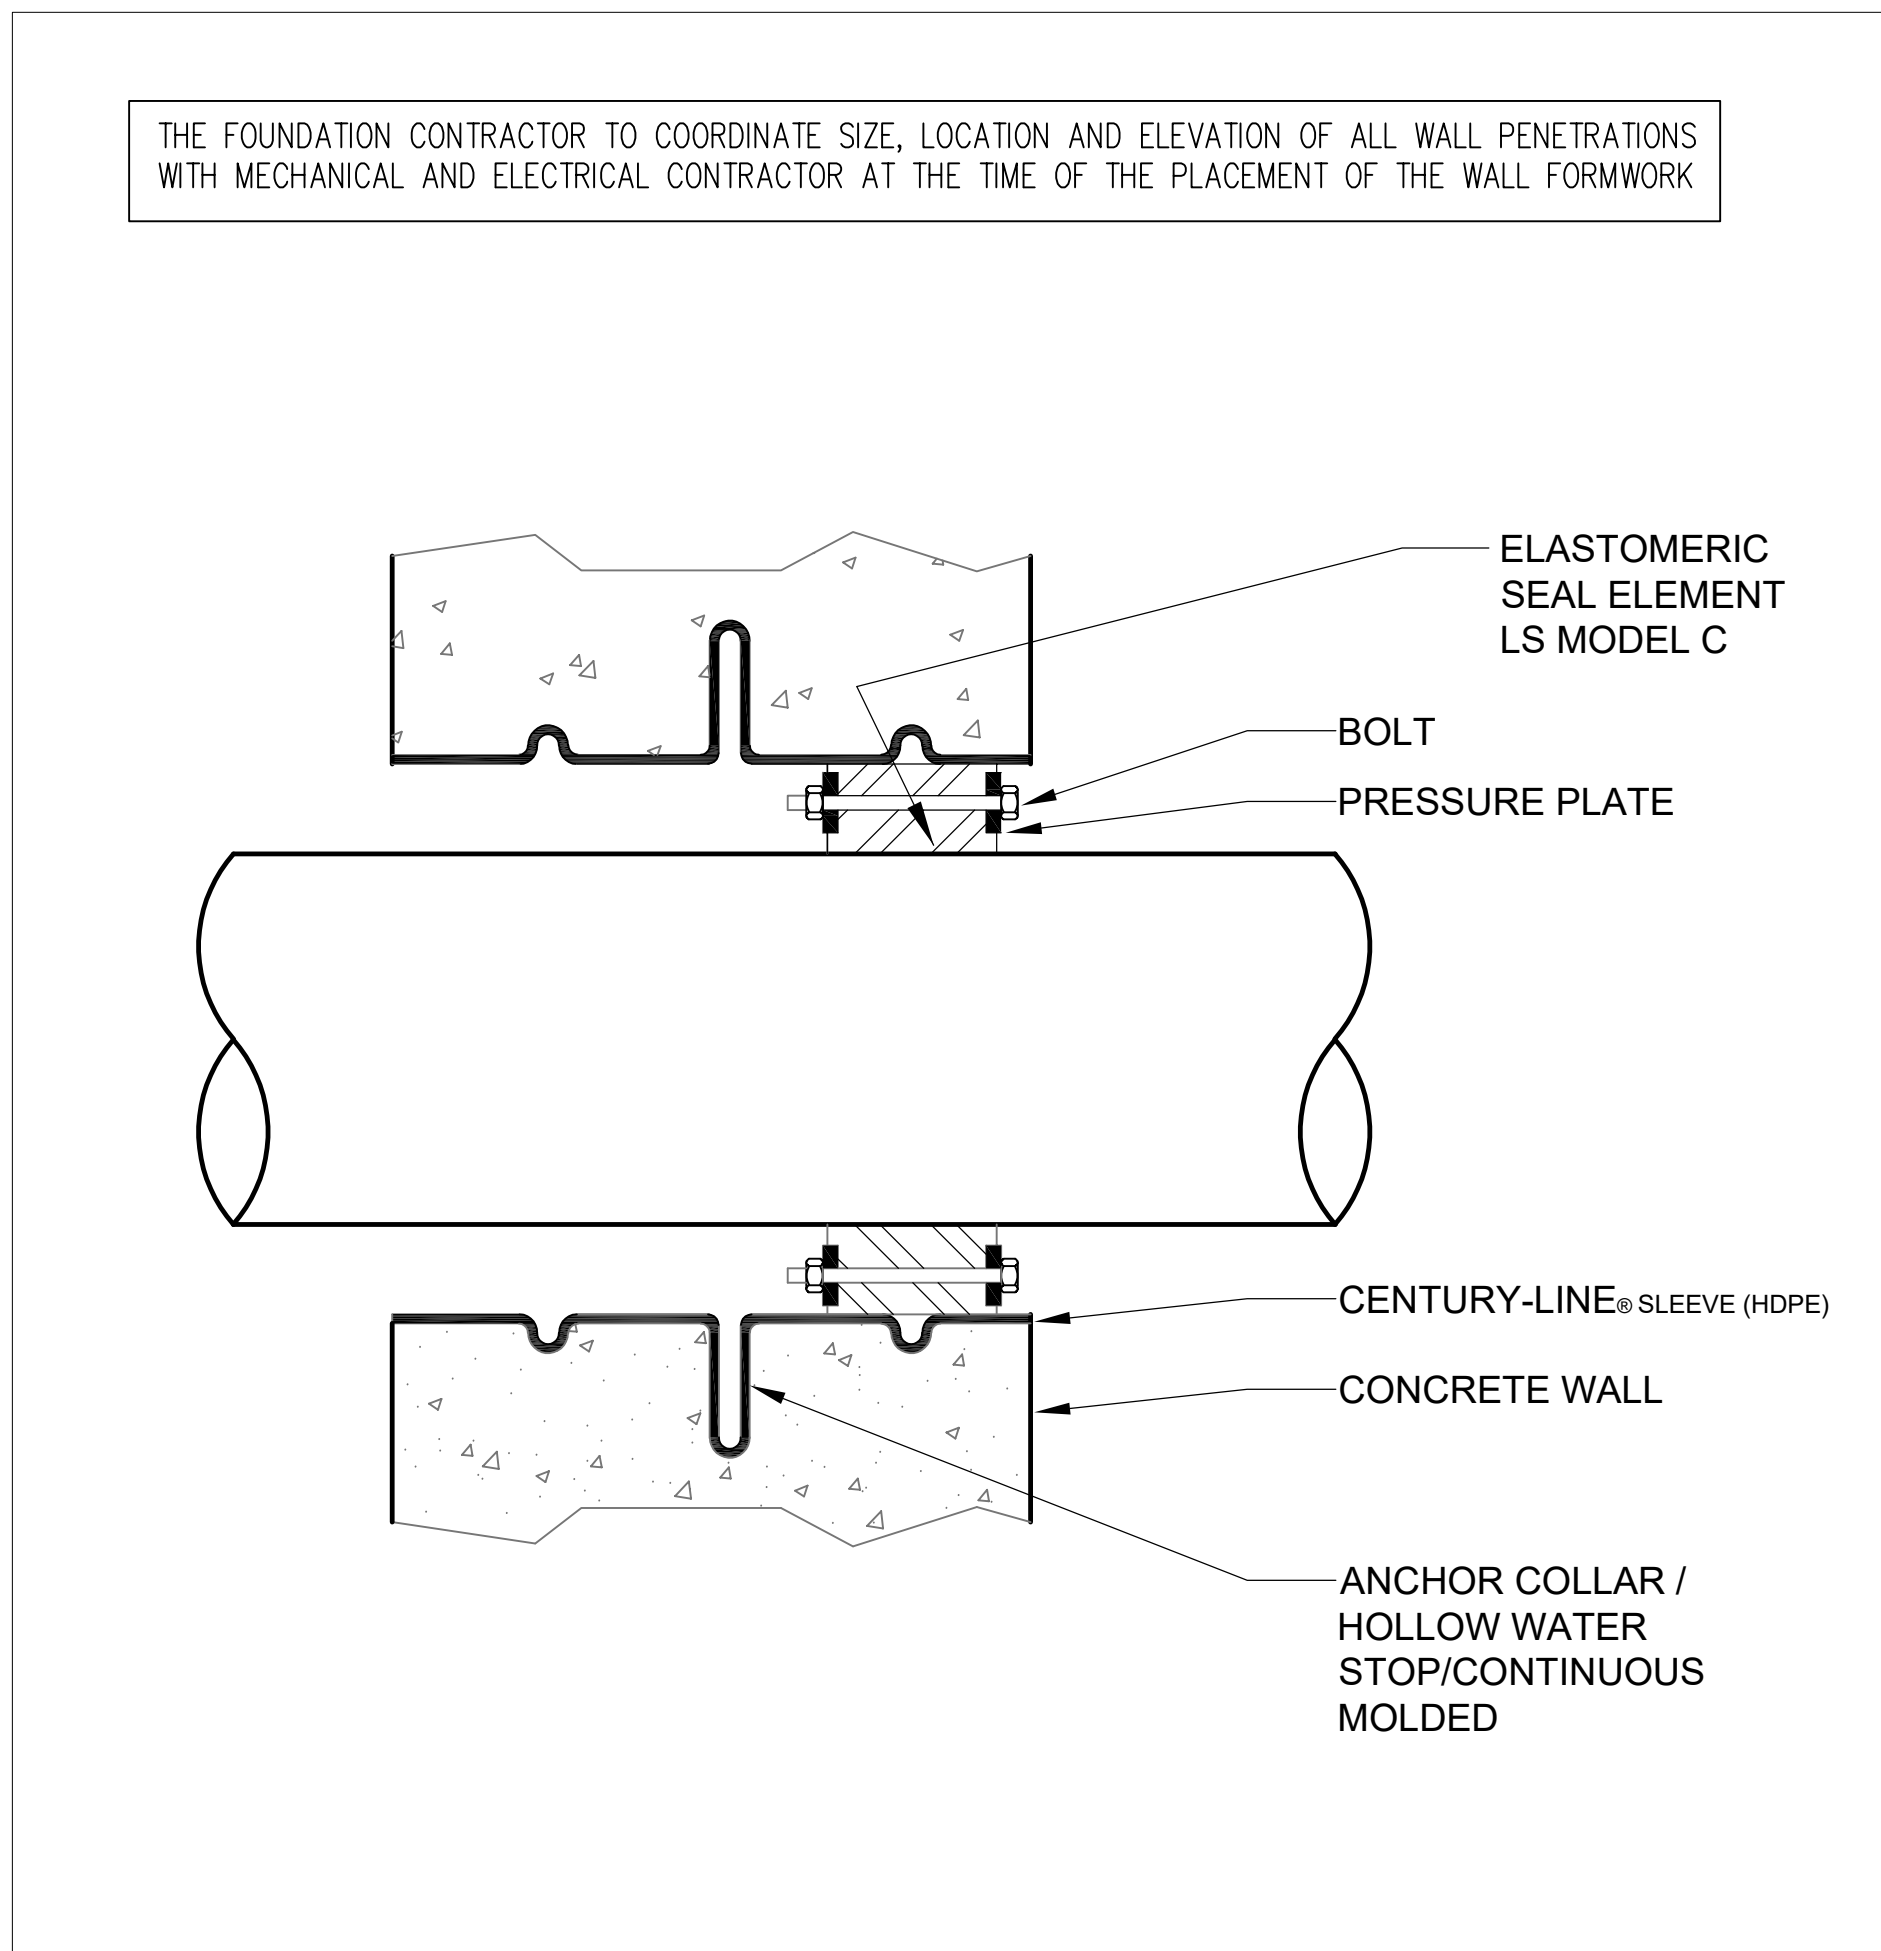 THE FOUNDATION CONTRACTOR TO COORDINATE SIZE, LOCATION AND ELEVATION OF ALL WALL PENETRATIONS
WITH MECHANICAL AND ELECTRICAL CONTRACTOR AT THE TIME OF THE PLACEMENT OF THE WALL FORMWORK
ELASTOMERIC
SEAL ELEMENT
LS MODEL C
BOLT
PRESSURE PLATE
CENTURY-LINE® SLEEVE (HDPE)
CONCRETE WALL
ANCHOR COLLAR /
HOLLOW WATER
STOP/CONTINUOUS
MOLDED